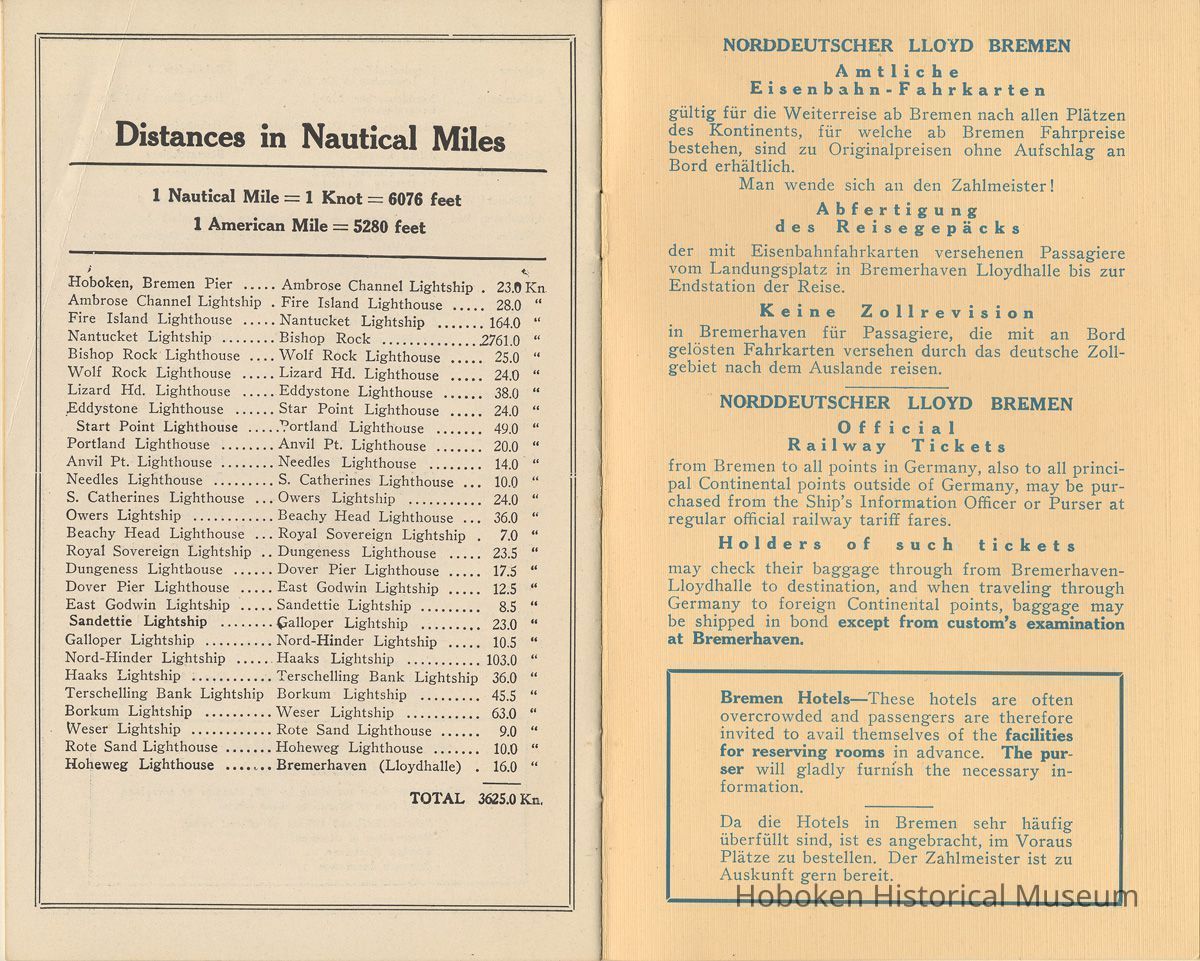 Distances in Nautical Miles
1 Nautical Mile = 1 Knot = 6076 feet
1 American Mile = 5280 feet
Hoboken, Bremen Pier ..... Ambrose Channel Lightship . 23.0 Kn
Ambrose Channel Lightship . Fire Island Lighthouse ..... 28.0 "
Fire Island Lighthouse ..... Nantucket Lightship ....... 164.0 "
Nantucket Lightship ........ Bishop Rock .............. 2761.0 "
Bishop Rock Lighthouse .... Wolf Rock Lighthouse ..... 25.0 "
Wolf Rock Lighthouse ..... Lizard Hd. Lighthouse ..... 24.0 "
Lizard Hd. Lighthouse ..... Eddystone Lighthouse ...... 38.0 "
Eddystone Lighthouse ...... Star Point Lighthouse ..... 24.0 "
Start Point Lighthouse ..... Portland Lighthouse ....... 49.0 "
Portland Lighthouse ........ Anvil Pt. Lighthouse ...... 20.0 "
Anvil Pt. Lighthouse ........ Needles Lighthouse ....... 14.0 "
Needles Lighthouse ......... S. Catherines Lighthouse ... 10.0 "
S. Catherines Lighthouse ... Owers Lightship .......... 24.0 "
Owers Lightship ........... Beachy Head Lighthouse ... 36.0 "
Beachy Head Lighthouse ... Royal Sovereign Lightship . 7.0 "
Royal Sovereign Lightship .. Dungeness Lighthouse ..... 23.5 "
Dungeness Lighthouse ...... Dover Pier Lighthouse ..... 17.5 "
Dover Pier Lighthouse ..... East Godwin Lightship ..... 12.5 "
East Godwin Lightship ..... Sandettie Lightship ......... 8.5 "
Sandettie Lightship ........ Galloper Lightship ......... 23.0 "
Galloper Lightship .......... Nord-Hinder Lightship ..... 10.5 "
Nord-Hinder Lightship ..... Haaks Lightship ........... 103.0 "
Haaks Lightship ............ Terschelling Bank Lightship 36.0 "
Terschelling Bank Lightship Borkum Lightship ......... 45.5 "
Borkum Lightship .......... Weser Lightship ........... 63.0 "
Weser Lightship ............ Rote Sand Lighthouse ...... 9.0 "
Rote Sand Lighthouse ....... Hoheweg Lighthouse ....... 10.0 "
Hoheweg Lighthouse ....... Bremerhaven (Lloydhalle) . 16.0 "
TOTAL 3625.0 Kn.
NORDDEUTSCHER LLOYD BREMEN
Amtliche
Eisenbahn-Fahrkarten
gültig für die Weiterreise ab Bremen nach allen Plätzen
des Kontinents, für welche ab Bremen Fahrpreise
bestehen, sind zu Originalpreisen ohne Aufschlag an
Bord erhältlich.
Man wende sich an den Zahlmeister!
Abfertigung
des Reisegepäcks
der mit Eisenbahnfahrkarten versehenen Passagiere
vom Landungsplatz in Bremerhaven Lloydhalle bis zur
Endstation der Reise.
Keine Zollrevision
in Bremerhaven für Passagiere, die mit an Bord
gelösten Fahrkarten versehen durch das deutsche Zoll-
gebiet nach dem Auslande reisen.
NORDDEUTSCHER LLOYD BREMEN
Official
Railway Tickets
from Bremen to all points in Germany, also to all princi-
pal Continental points outside of Germany, may be pur-
chased from the Ship's Information Officer or Purser at
regular official railway tariff fares.
Holders of such tickets
may check their baggage through from Bremerhaven-
Lloydhalle to destination, and when traveling through
Germany to foreign Continental points, baggage may
be shipped in bond except from custom's examination
at Bremerhaven.
Bremen Hotels—These hotels are often
overcrowded and passengers are therefore
invited to avail themselves of the facilities
for reserving rooms in advance. The pur-
ser will gladly furnish the necessary in-
formation.
Da die Hotels in Bremen sehr häufig
überfüllt sind, ist es angebracht, im Voraus
Plätze zu bestellen. Der Zahlmeister ist zu
Auskunft gern bereit.
Hoboken Historical Museum